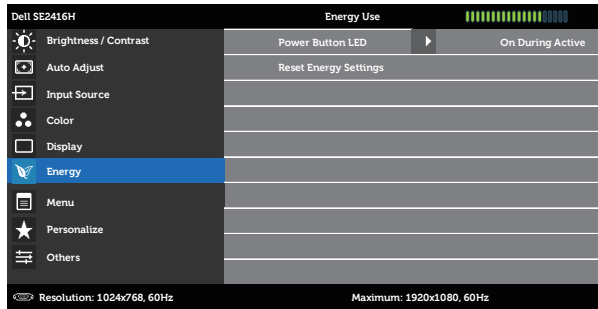 Dell SE2416H Energy Use
Brightness / Contrast Power Button LED On During Active
Auto Adjust Reset Energy Settings
Input Source
Color
Display
Energy
Menu
Personalize
Others
Resolution: 1024x768, 60Hz Maximum: 1920x1080, 60Hz